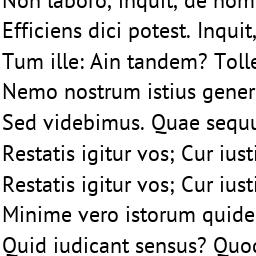 Non laboro, inquit, de nom
Efficiens dici potest. Inquit,
Tum ille: Ain tandem? Tolle
Nemo nostrum istius gener
Sed videbimus. Quae sequu
Restatis igitur vos; Cur iusti
Restatis igitur vos; Cur iusti
Minime vero istorum quide
Quid iudicant sensus? Quod